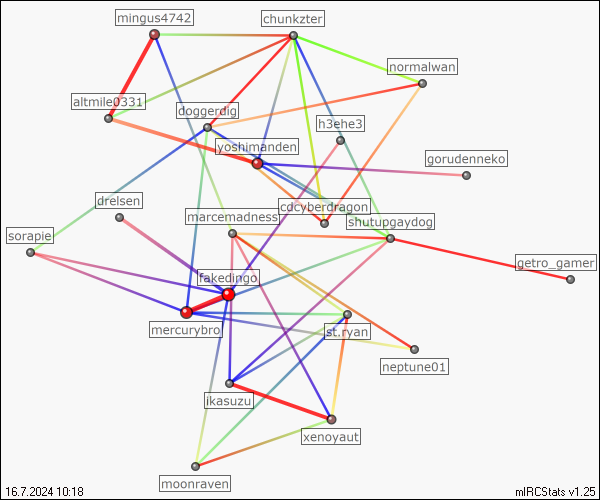 mingus4742
chunkzter
normalwan
altmile0331
doggerdig
h3ehe3
yoshimanden
gorudenneko
drelsen
cdcyberdragon
marcemadness
shutupgaydog
sorapie
getro_gamer
fakedingo
mercurybro
st.ryan
neptune01
ikasuzu
xenoyaut
moonraven
16.7.2024 10:18
mIRCStats v1.25